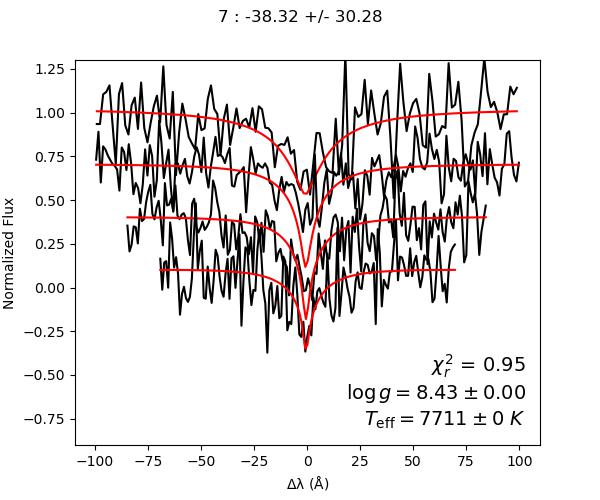 7 : -38.32 +/- 30.28
1.25
1.00
0.75
0.50
0.25
0.00
−0.25
−0.50
−0.75
Normalized Flux
χ²ᵣ = 0.95
log g = 8.43 ± 0.00
T_eff = 7711 ± 0 K
−100 −75 −50 −25 0 25 50 75 100
Δλ (Å)